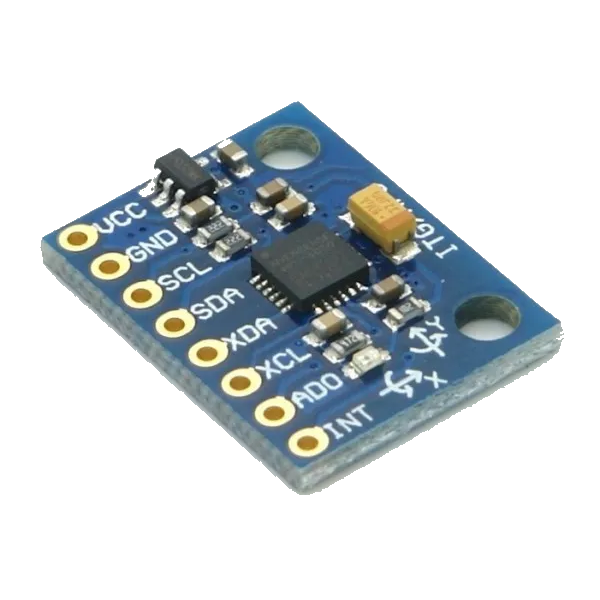 VCC
GND
SCL
SDA
XDA
XCL
ADO
INT
ITG/
Y
X